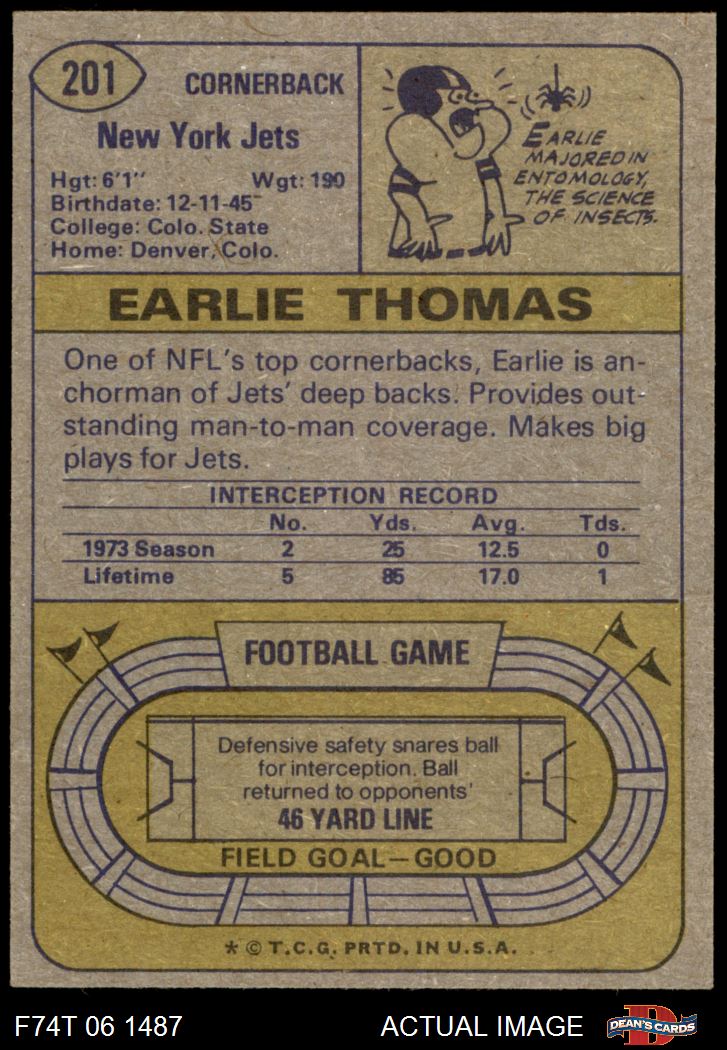 201
CORNERBACK
New York Jets
Hgt: 6'1" Wgt: 190
Birthdate: 12-11-45
College: Colo. State
Home: Denver, Colo.
EARLIE
MAJORED IN
ENTOMOLOGY,
THE SCIENCE
OF INSECTS.
EARLIE THOMAS
One of NFL's top cornerbacks, Earlie is an-
chorman of Jets' deep backs. Provides out-
standing man-to-man coverage. Makes big
plays for Jets.
INTERCEPTION RECORD
No. Yds. Avg. Tds.
1973 Season 2 25 12.5 0
Lifetime 5 85 17.0 1
FOOTBALL GAME
Defensive safety snares ball
for interception. Ball
returned to opponents'
46 YARD LINE
FIELD GOAL—GOOD
* © T.C.G. PRTD. IN U.S.A.
F74T 06 1487 ACTUAL IMAGE
D
DEAN'S CARDS